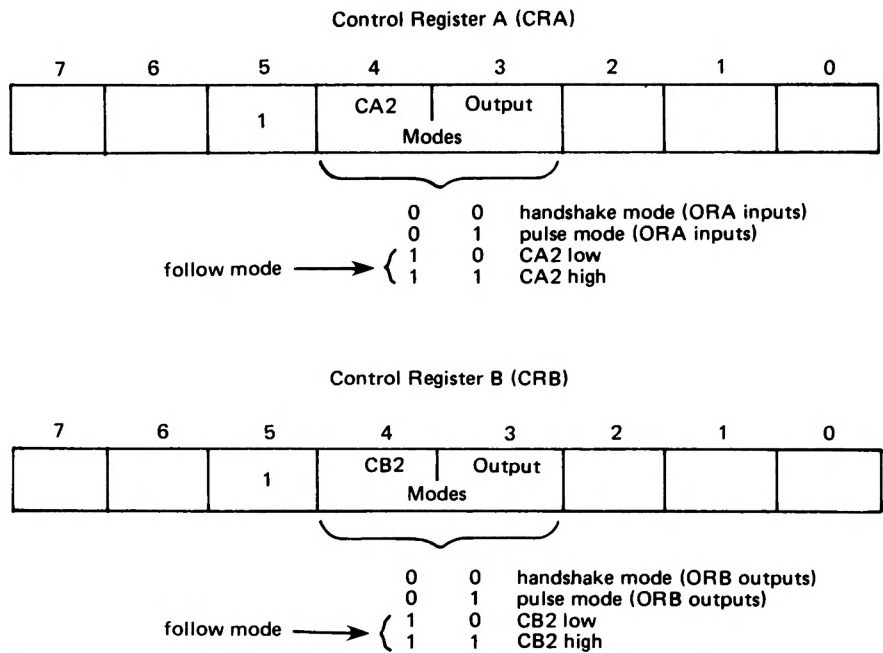 Control Register A (CRA)
7 6 5 4 3 2 1 0
1 CA2 Output
Modes
0 0 handshake mode (ORA inputs)
0 1 pulse mode (ORA inputs)
follow mode 1 0 CA2 low
1 1 CA2 high
Control Register B (CRB)
7 6 5 4 3 2 1 0
1 CB2 Output
Modes
0 0 handshake mode (ORB outputs)
0 1 pulse mode (ORB outputs)
follow mode 1 0 CB2 low
1 1 CB2 high